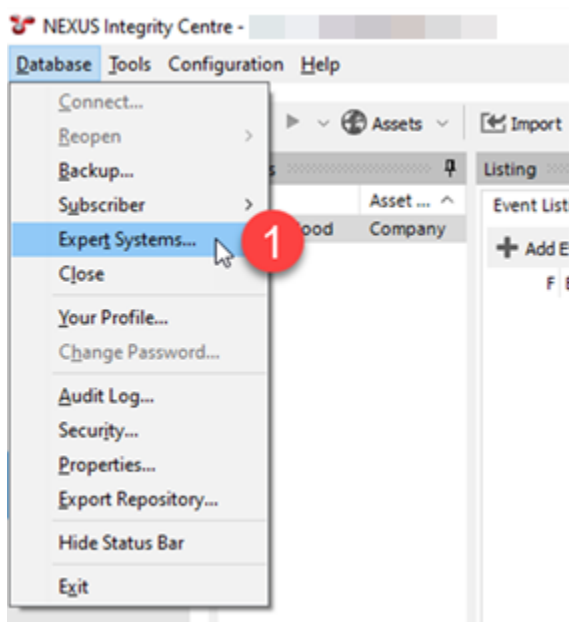 NEXUS Integrity Centre -
Database Tools Configuration Help
Connect...
Reopen
Backup...
Subscriber
Expert Systems...
Close
Your Profile...
Change Password...
Audit Log...
Security...
Properties...
Export Repository...
Hide Status Bar
Exit
1
Assets
Import
Listing
Asset ...
Company
Event List
Add E
F E